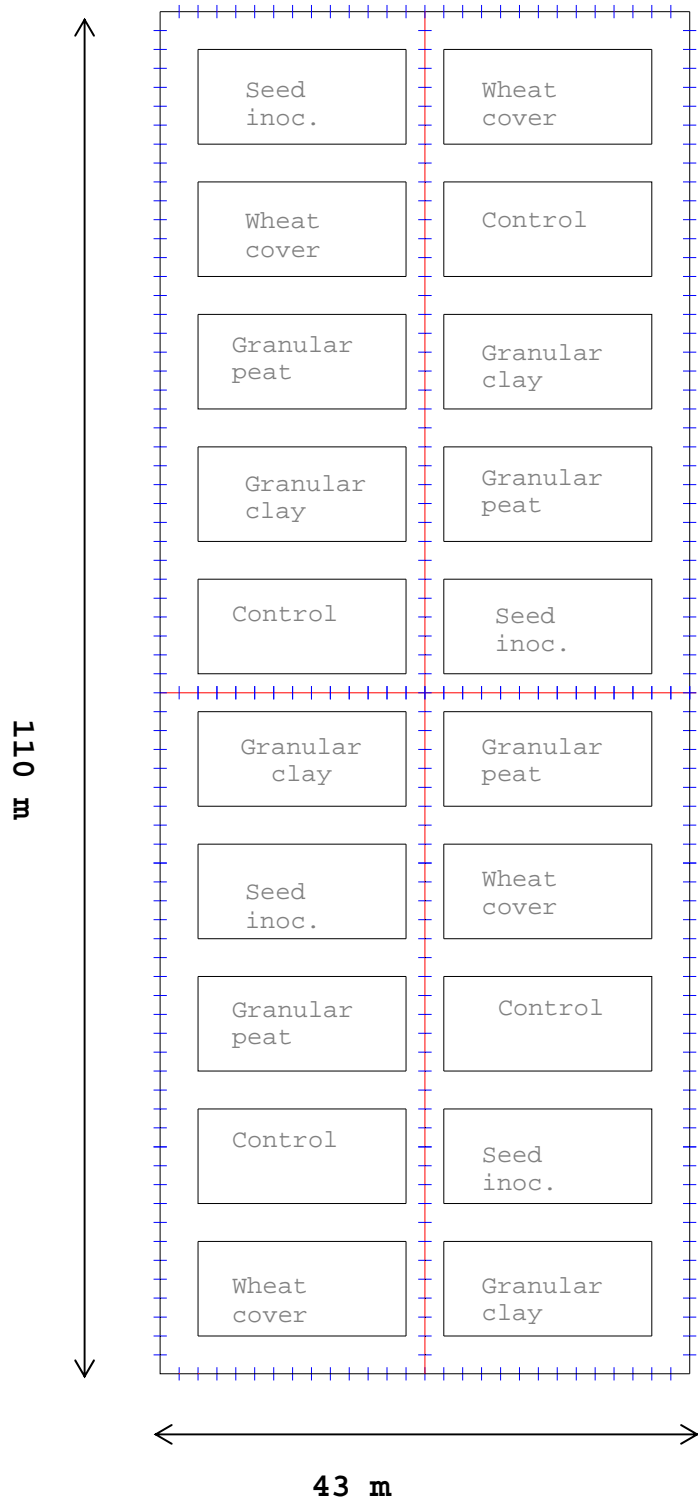 Seed
inoc.
Wheat
cover
Wheat
cover
Control
Granular
peat
Granular
clay
Granular
clay
Granular
peat
Control
Seed
inoc.
110 m
Granular
clay
Granular
peat
Seed
inoc.
Wheat
cover
Granular
peat
Control
Control
Seed
inoc.
Wheat
cover
Granular
clay
43 m